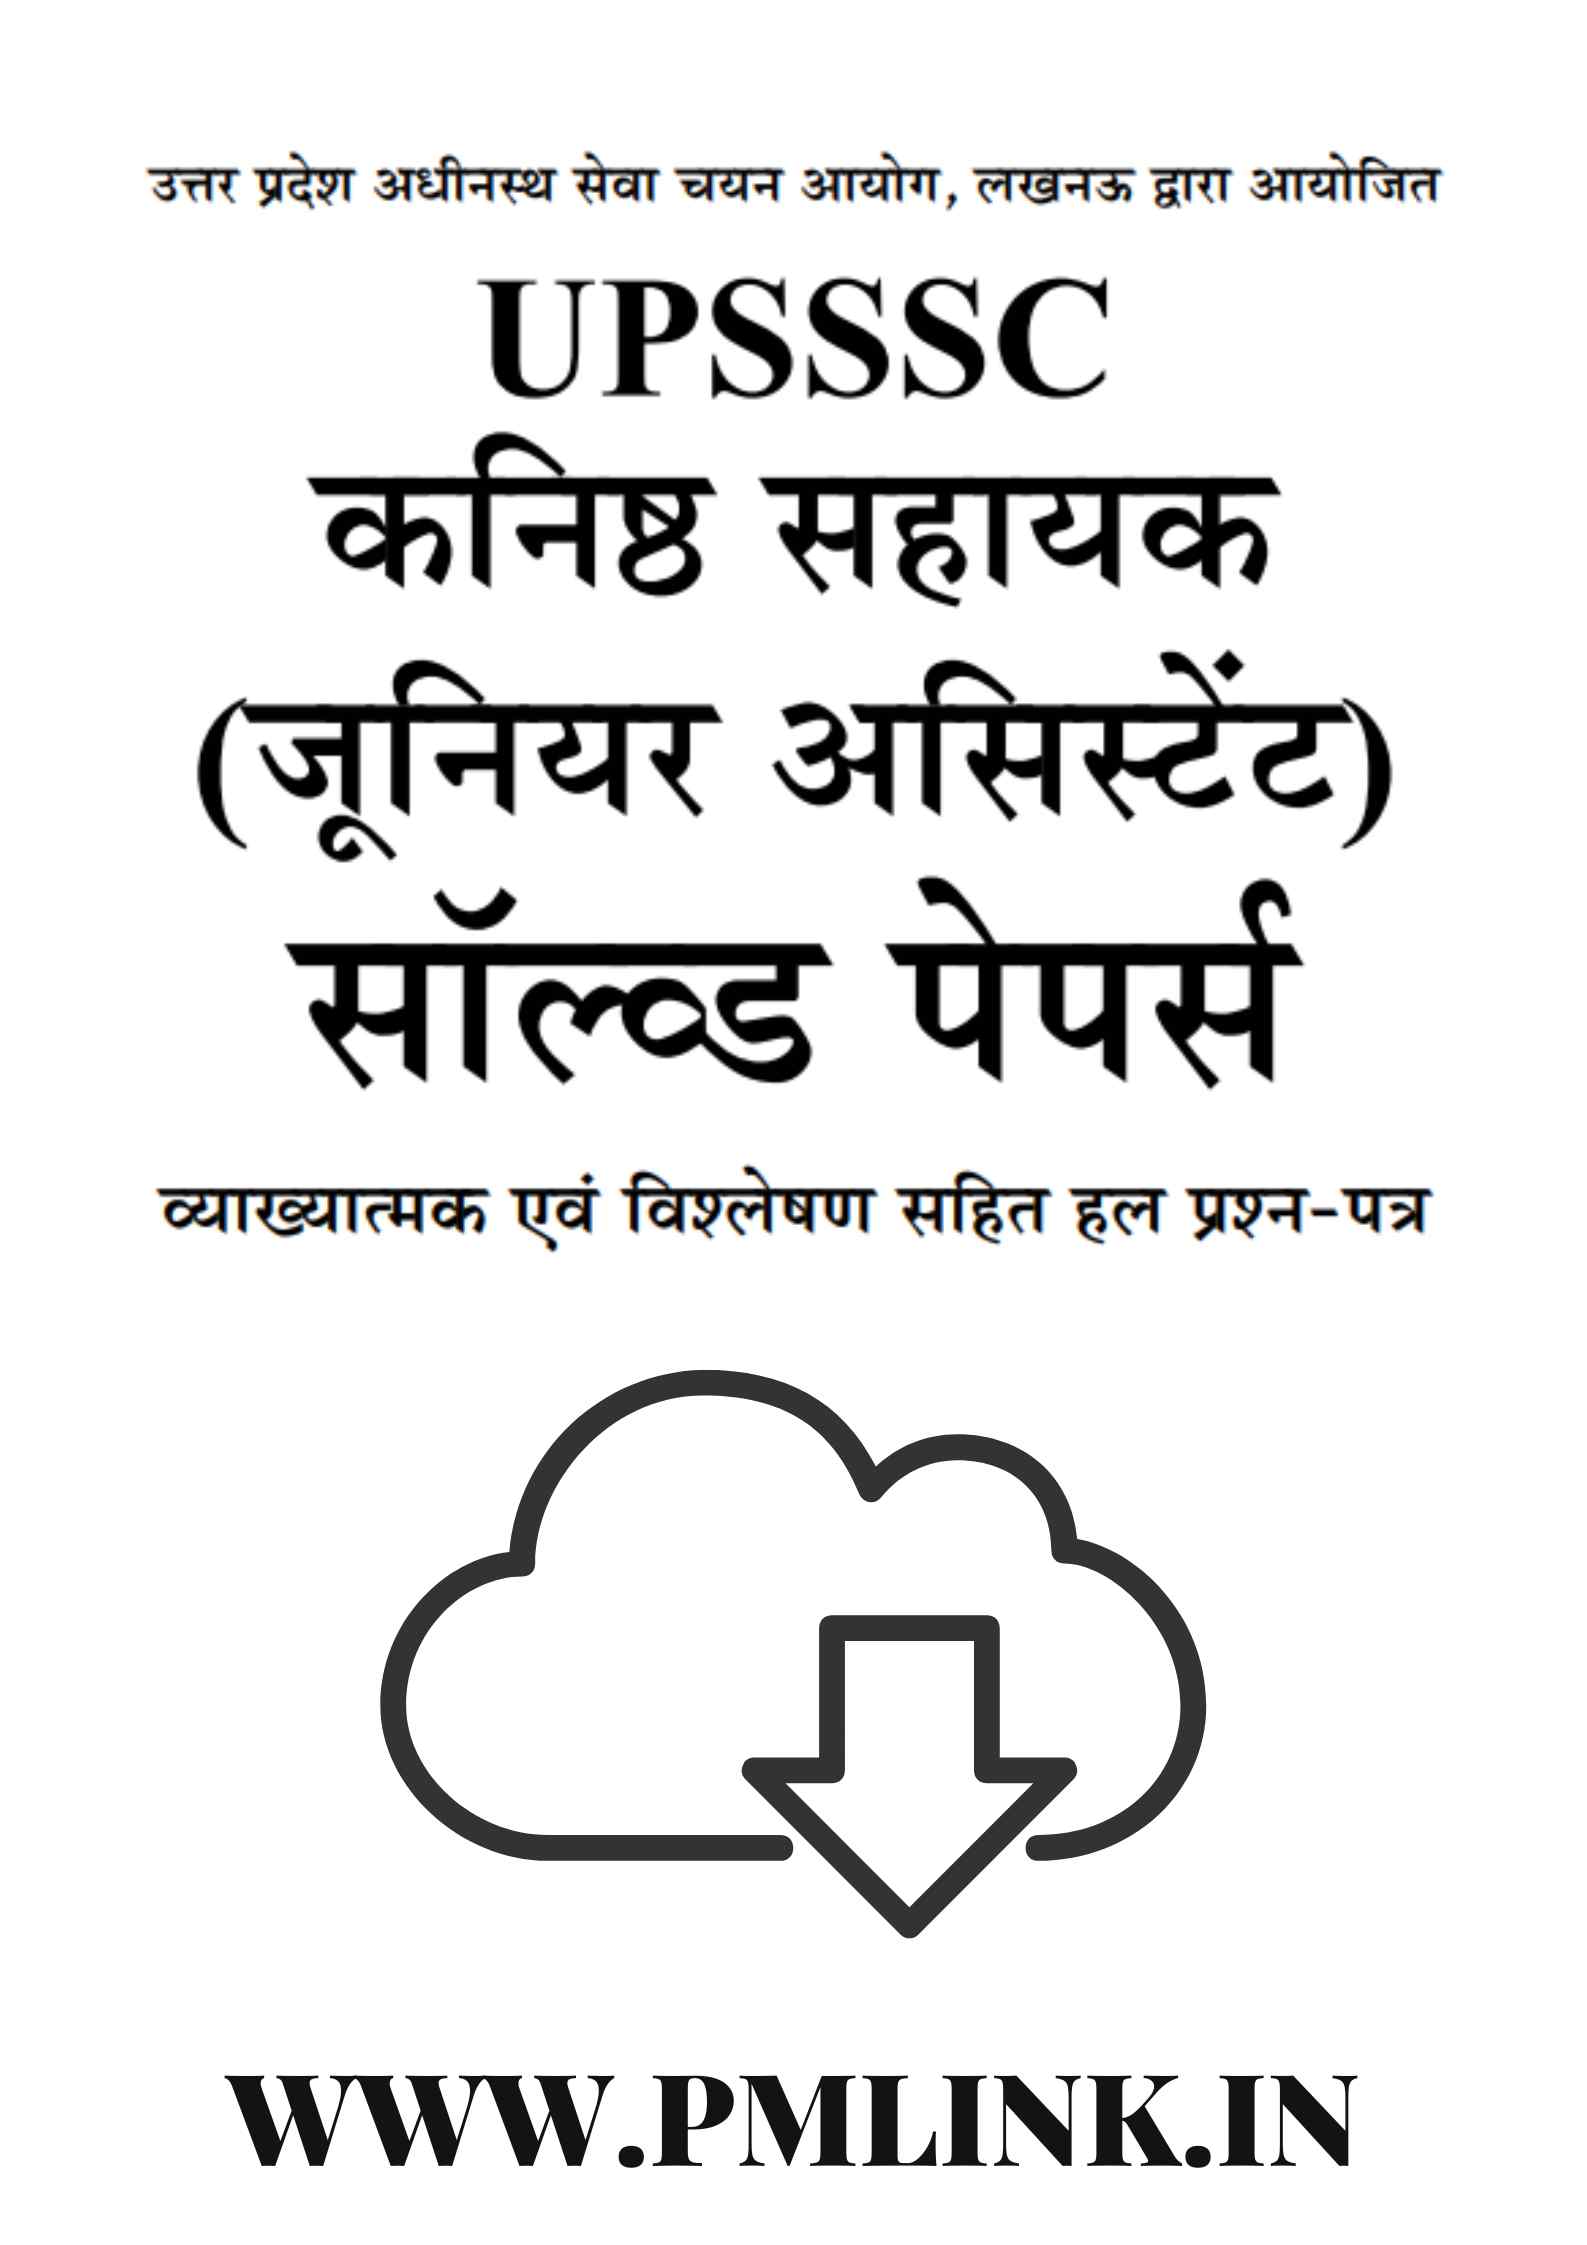 उत्तर प्रदेश अधीनस्थ सेवा चयन आयोग, लखनऊ द्वारा आयोजित
UPSSSC
कनिष्ठ सहायक
(जूनियर असिस्टेंट)
सॉल्व्ड पेपर्स
व्याख्यात्मक एवं विश्लेषण सहित हल प्रश्न-पत्र
WWW.PMLINK.IN